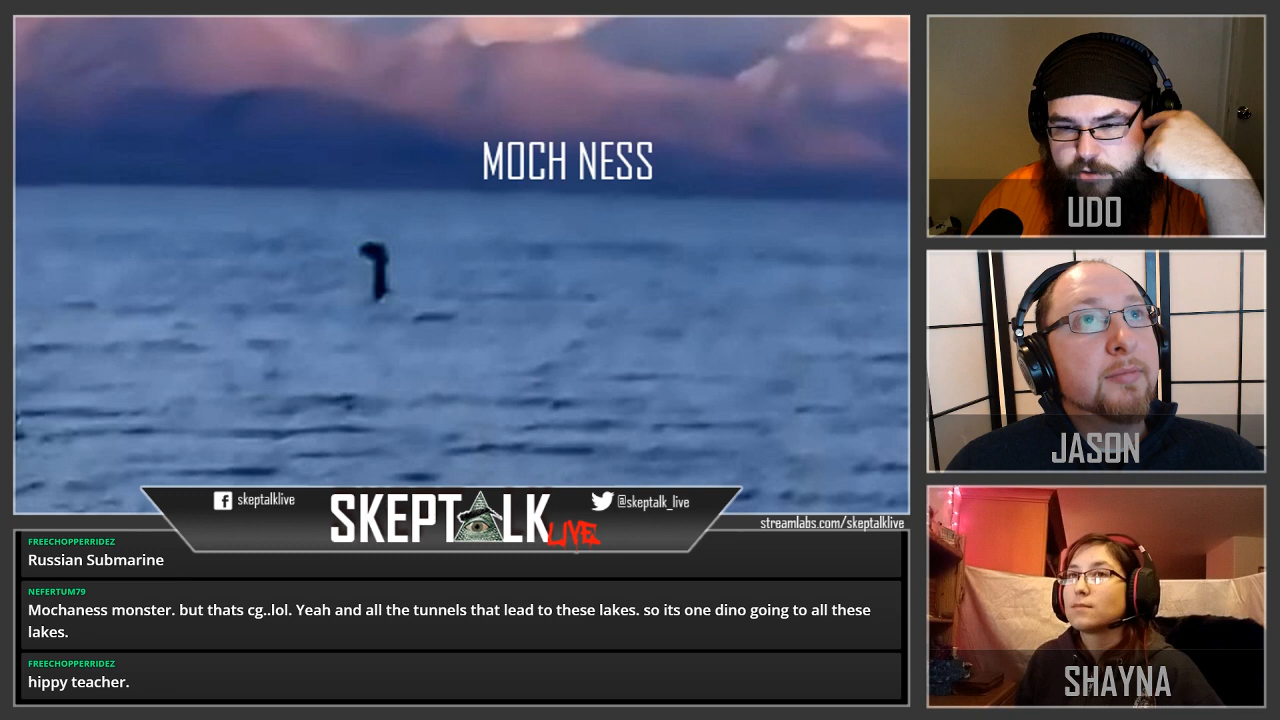 MOCH NESS
UDO
JASON
skeptalklive
SKEPTALK
LIVE
@skeptalk_live
streamlabs.com/skeptalklive
FREECHOPPERRIDEZ
Russian Submarine
NEFERTUM79
Mochaness monster. but thats cg..lol. Yeah and all the tunnels that lead to these lakes. so its one dino going to all these
lakes.
FREECHOPPERRIDEZ
hippy teacher.
SHAYNA